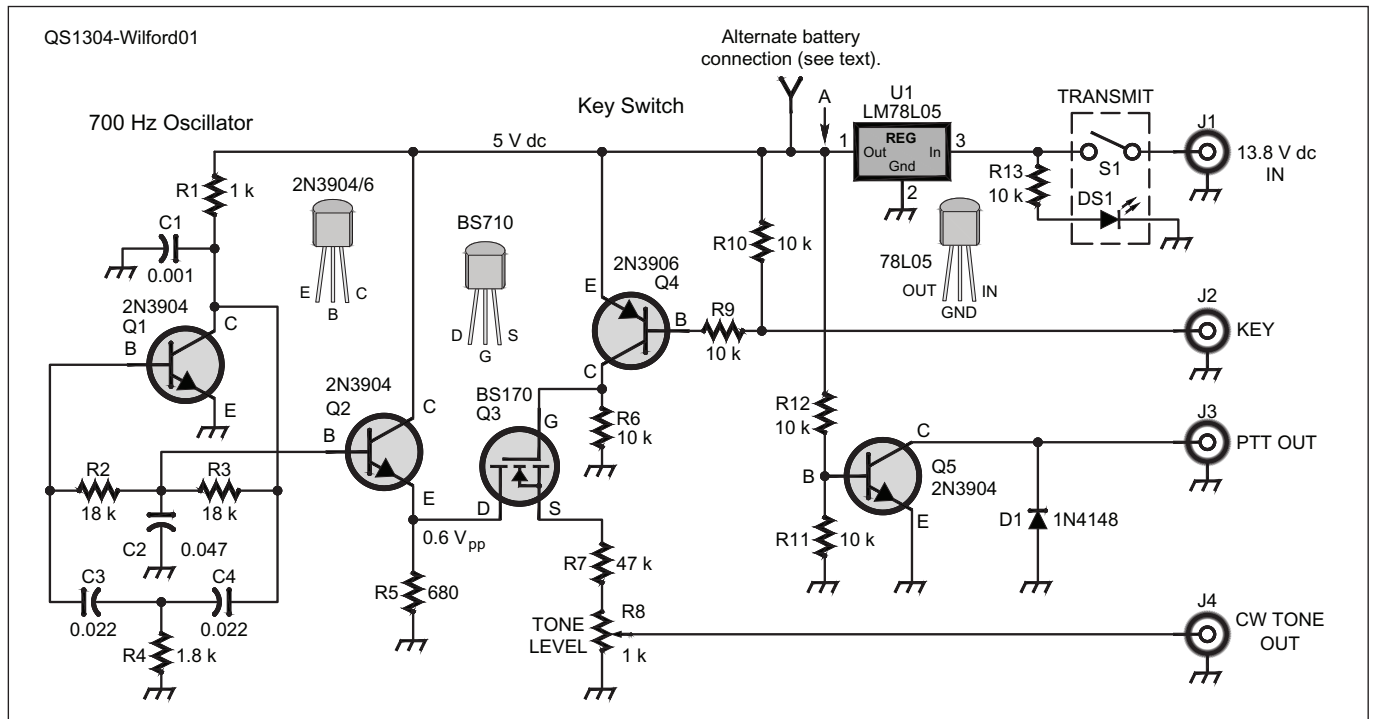 QS1304-Wilford01
Alternate battery
connection (see text).
700 Hz Oscillator
Key Switch
5 V dc
A
U1
LM78L05
REG
Out
In
Gnd
1
3
2
TRANSMIT
S1
J1
13.8 V dc
IN
R13
10 k
DS1
R1
1 k
2N3904/6
E
B
C
BS710
D
G
S
C1
0.001
2N3904
Q1
B
C
E
2N3906
Q4
E
B
C
R10
10 k
R9
10 k
78L05
OUT
GND
IN
J2
KEY
2N3904
Q2
B
C
E
BS170
Q3
G
D
S
R6
10 k
R12
10 k
B
C
E
Q5
2N3904
R11
10 k
D1
1N4148
J3
PTT OUT
R2
18 k
R3
18 k
C2
0.047
C3
0.022
C4
0.022
R4
1.8 k
0.6 Vpp
R5
680
R7
47 k
TONE
LEVEL
R8
1 k
J4
CW TONE
OUT